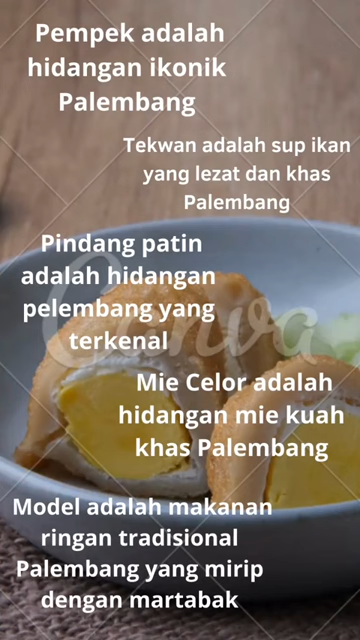 Pempek adalah
hidangan ikonik
Palembang
Tekwan adalah sup ikan
yang lezat dan khas
Palembang
Pindang patin
adalah hidangan
pelembang yang
terkenal
Canva
Mie Celor adalah
hidangan mie kuah
khas Palembang
Model adalah makanan
ringan tradisional
Palembang yang mirip
dengan martabak